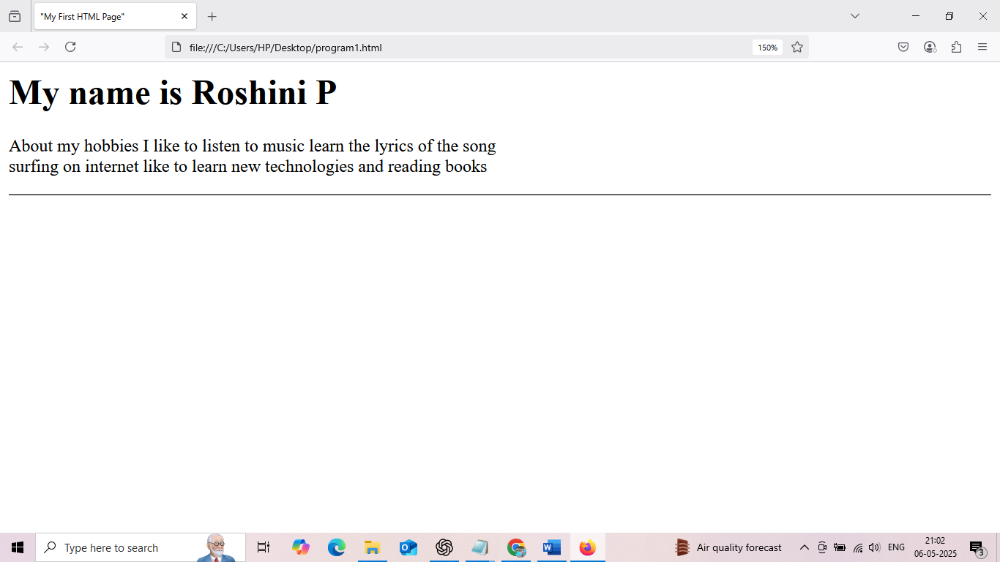 "My First HTML Page"
file:///C:/Users/HP/Desktop/program1.html
150%
My name is Roshini P
About my hobbies I like to listen to music learn the lyrics of the song
surfing on internet like to learn new technologies and reading books
Type here to search
Air quality forecast
ENG
21:02
06-05-2025
3